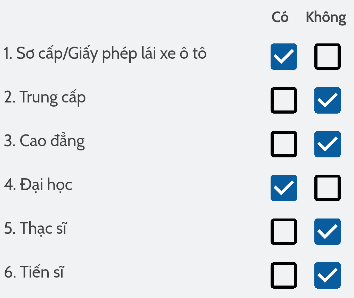 Có Không
1. Sơ cấp/Giấy phép lái xe ô tô
2. Trung cấp
3. Cao đẳng
4. Đại học
5. Thạc sĩ
6. Tiến sĩ